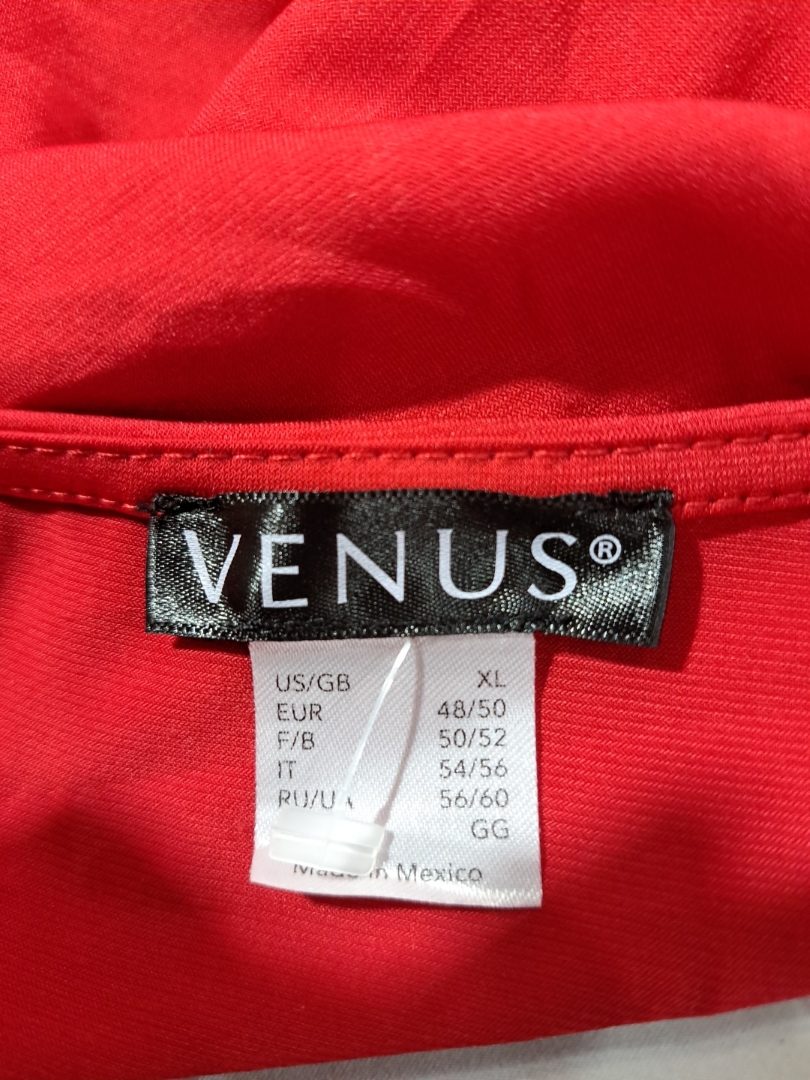 VENUS®
US/GB XL
EUR 48/50
F/B 50/52
IT 54/56
RU/UA 56/60
GG
Made in Mexico